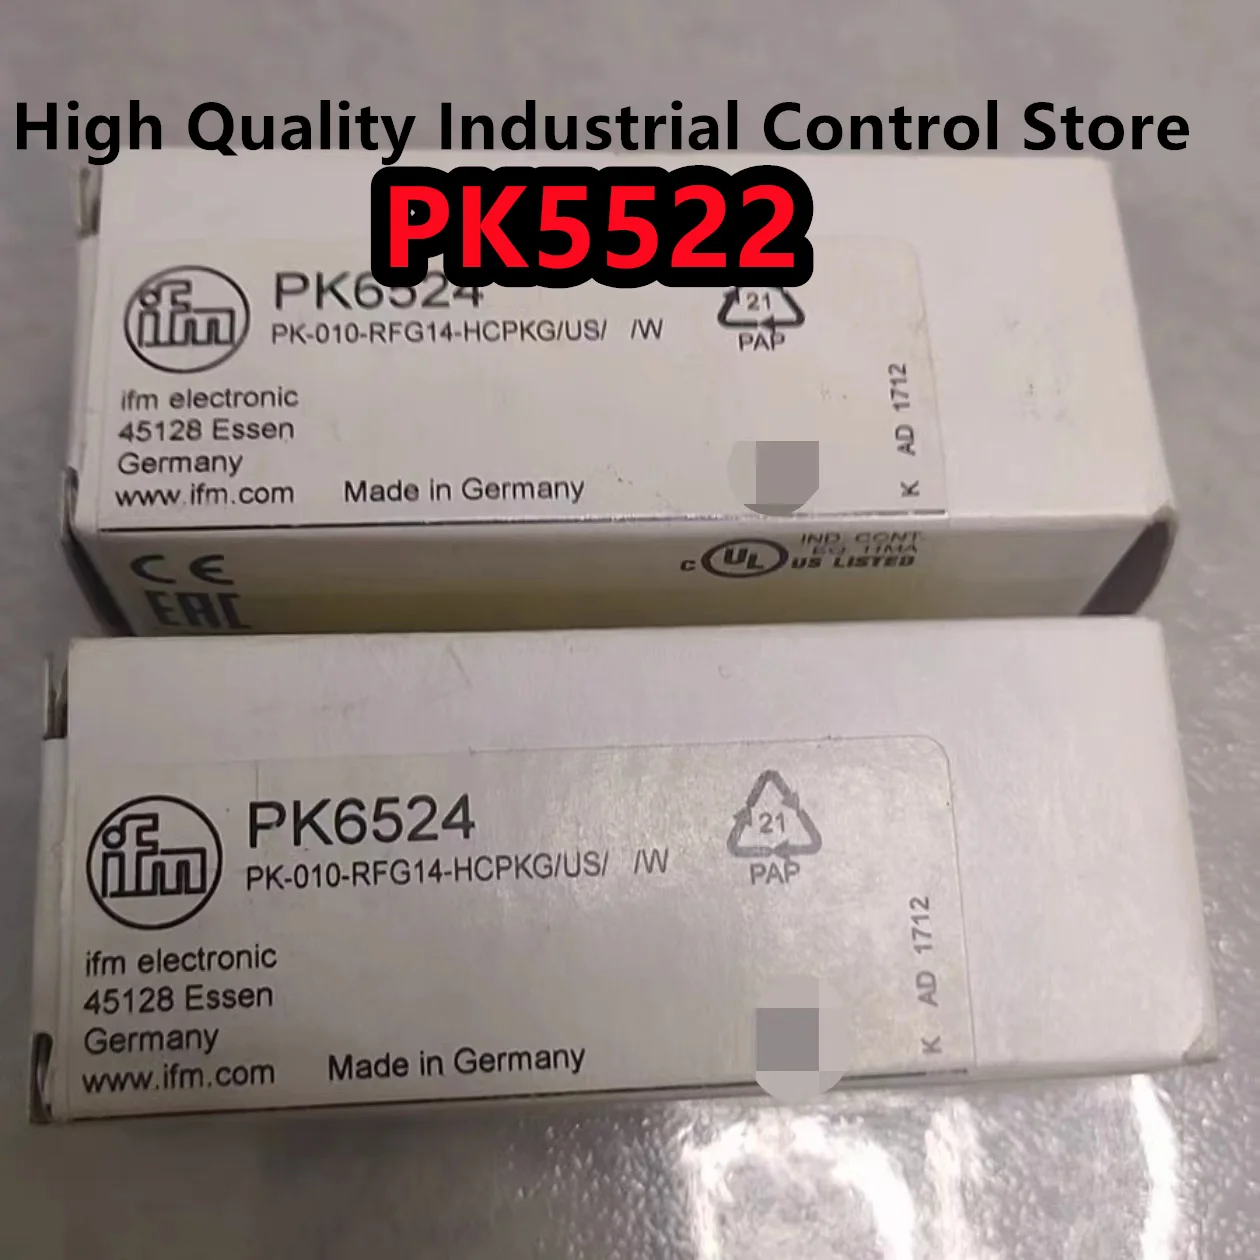 High Quality Industrial Control Store
PK5522
ifm
PK6524
PK-010-RFG14-HCPKG/US/ /W
21
PAP
ifm electronic
45128 Essen
Germany
www.ifm.com Made in Germany
K AD 1712
CE
EAC
c UL US LISTED
IND. CONT.
EQ. 11MA
ifm
PK6524
PK-010-RFG14-HCPKG/US/ /W
21
PAP
ifm electronic
45128 Essen
Germany
www.ifm.com Made in Germany
K AD 1712